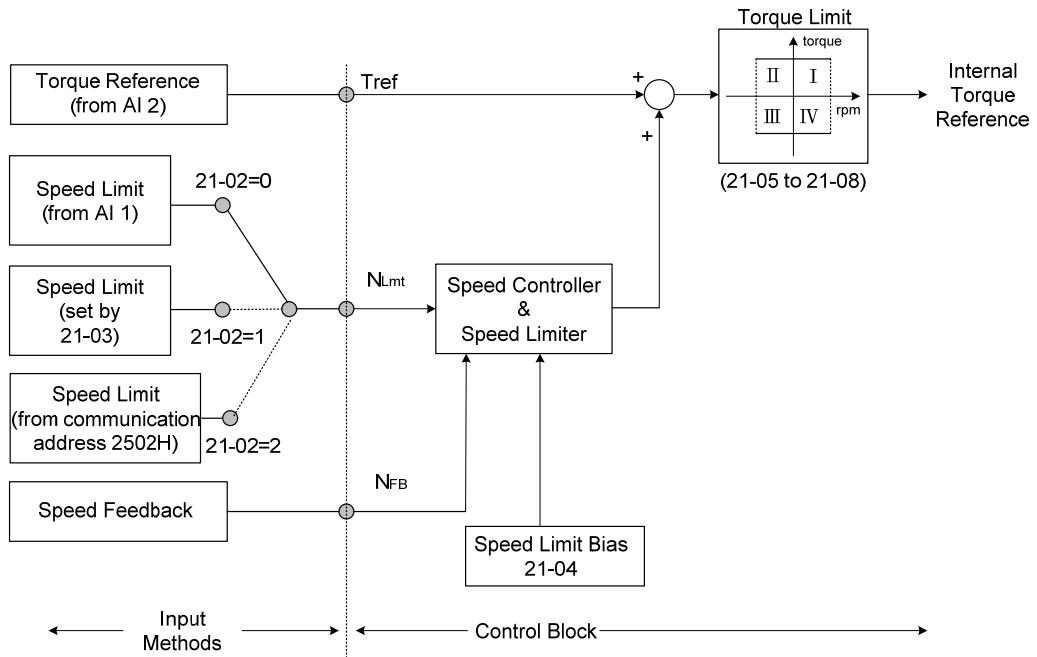 Torque Limit
torque
II I
III IV
rpm
(21-05 to 21-08)
Internal
Torque
Reference
Torque Reference
(from AI 2)
Tref
+
+
Speed Limit
(from AI 1)
21-02=0
Speed Limit
(set by
21-03)
21-02=1
NLmt
Speed Controller
&
Speed Limiter
Speed Limit
(from communication
address 2502H)
21-02=2
Speed Feedback
NFB
Speed Limit Bias
21-04
Input
Methods
Control Block